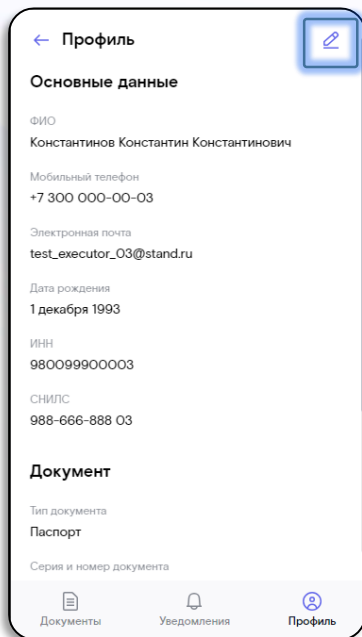 Профиль
Основные данные
ФИО
Константинов Константин Константинович
Мобильный телефон
+7 300 000-00-03
Электронная почта
test_executor_03@stand.ru
Дата рождения
1 декабря 1993
ИНН
980099900003
СНИЛС
988-666-888 03
Документ
Тип документа
Паспорт
Серия и номер документа
Документы Уведомления Профиль